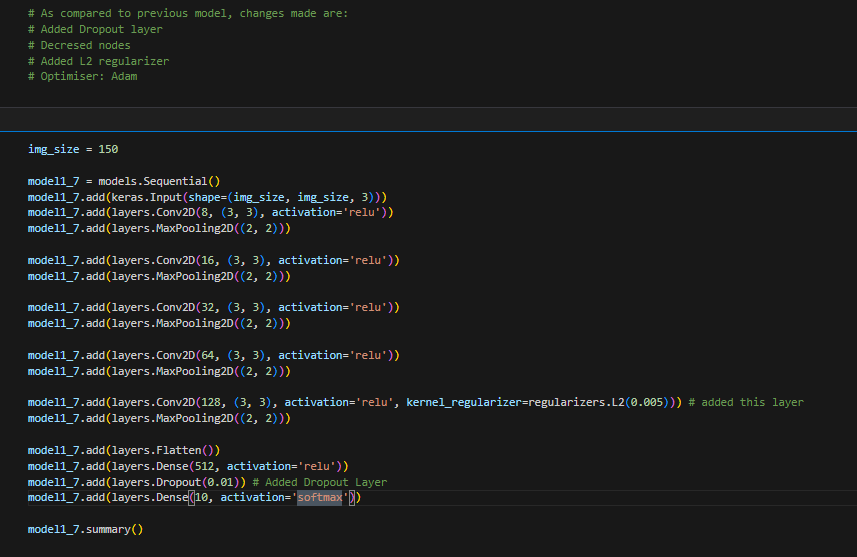 # As compared to previous model, changes made are:
# Added Dropout layer
# Decresed nodes
# Added L2 regularizer
# Optimiser: Adam
img_size = 150
model1_7 = models.Sequential()
model1_7.add(keras.Input(shape=(img_size, img_size, 3)))
model1_7.add(layers.Conv2D(8, (3, 3), activation='relu'))
model1_7.add(layers.MaxPooling2D((2, 2)))
model1_7.add(layers.Conv2D(16, (3, 3), activation='relu'))
model1_7.add(layers.MaxPooling2D((2, 2)))
model1_7.add(layers.Conv2D(32, (3, 3), activation='relu'))
model1_7.add(layers.MaxPooling2D((2, 2)))
model1_7.add(layers.Conv2D(64, (3, 3), activation='relu'))
model1_7.add(layers.MaxPooling2D((2, 2)))
model1_7.add(layers.Conv2D(128, (3, 3), activation='relu', kernel_regularizer=regularizers.L2(0.005))) # added this layer
model1_7.add(layers.MaxPooling2D((2, 2)))
model1_7.add(layers.Flatten())
model1_7.add(layers.Dense(512, activation='relu'))
model1_7.add(layers.Dropout(0.01)) # Added Dropout Layer
model1_7.add(layers.Dense(10, activation='softmax'))
model1_7.summary()